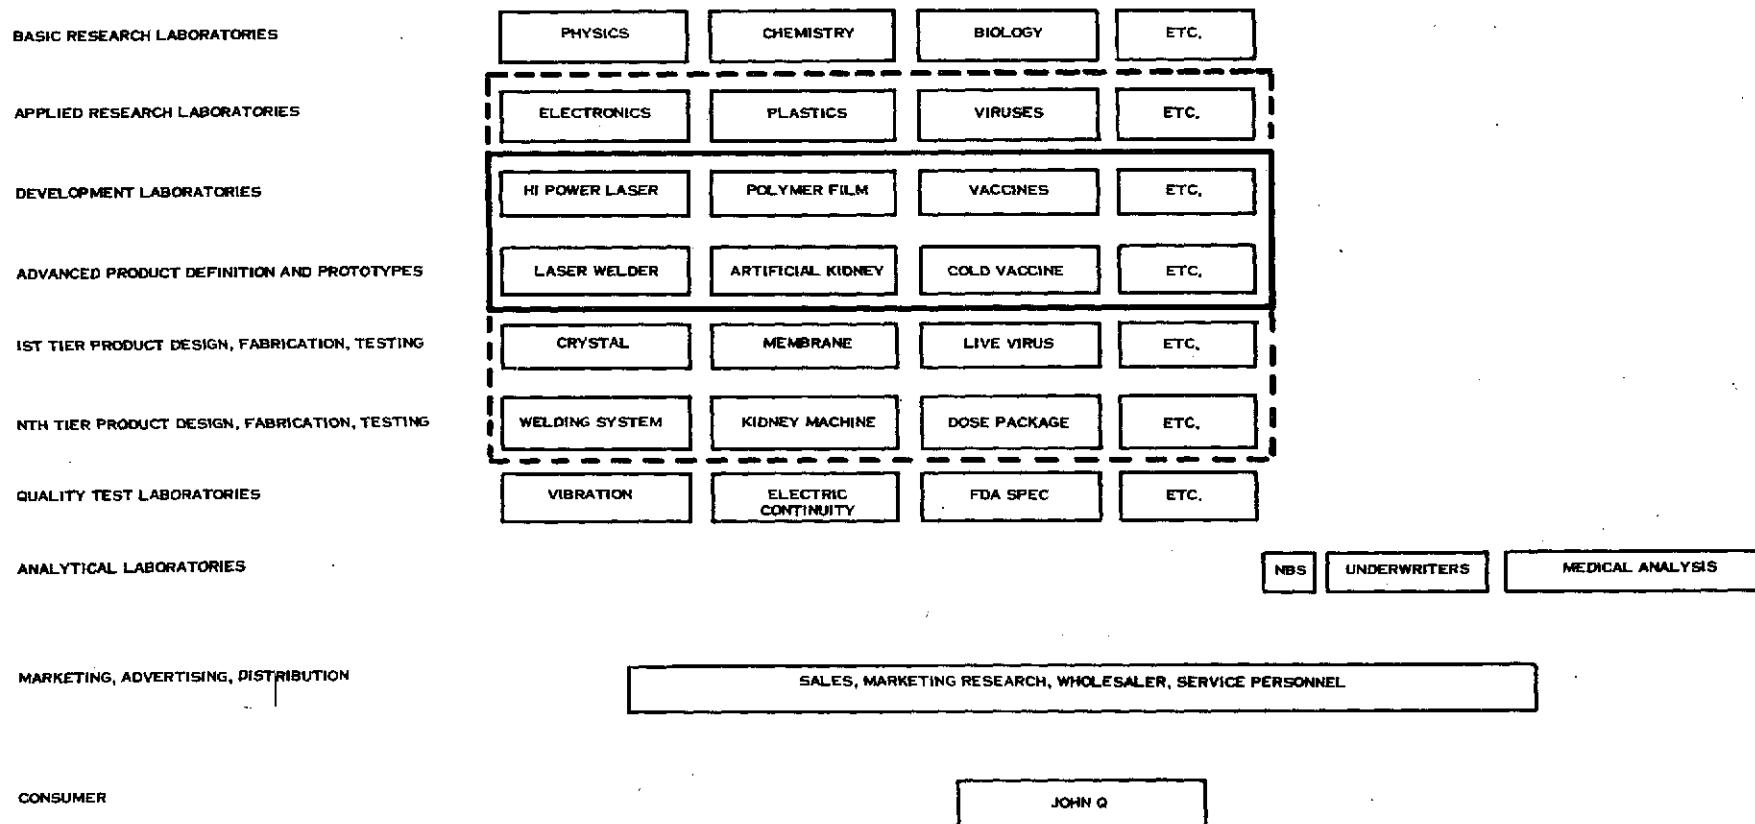 BASIC RESEARCH LABORATORIES PHYSICS CHEMISTRY BIOLOGY ETC.
APPLIED RESEARCH LABORATORIES ELECTRONICS PLASTICS VIRUSES ETC.
DEVELOPMENT LABORATORIES HI POWER LASER POLYMER FILM VACCINES ETC.
ADVANCED PRODUCT DEFINITION AND PROTOTYPES LASER WELDER ARTIFICIAL KIDNEY COLD VACCINE ETC.
1ST TIER PRODUCT DESIGN, FABRICATION, TESTING CRYSTAL MEMBRANE LIVE VIRUS ETC.
NTH TIER PRODUCT DESIGN, FABRICATION, TESTING WELDING SYSTEM KIDNEY MACHINE DOSE PACKAGE ETC.
QUALITY TEST LABORATORIES VIBRATION ELECTRIC CONTINUITY FDA SPEC ETC.
ANALYTICAL LABORATORIES NBS UNDERWRITERS MEDICAL ANALYSIS
MARKETING, ADVERTISING, DISTRIBUTION SALES, MARKETING RESEARCH, WHOLESALER, SERVICE PERSONNEL
CONSUMER JOHN Q